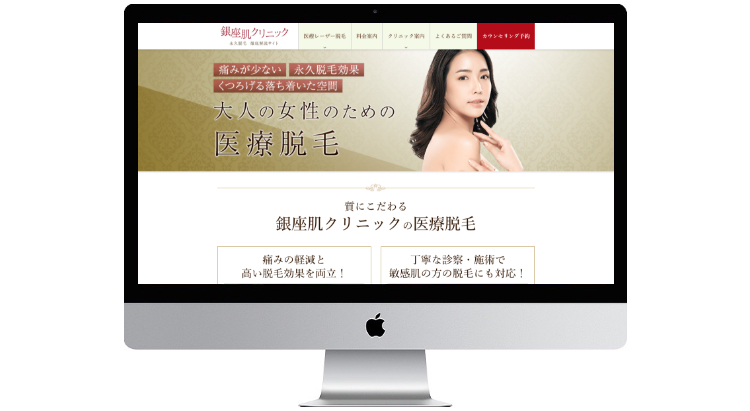 銀座肌クリニック
永久脱毛 徹底解説サイト
医療レーザー脱毛
料金案内
クリニック案内
よくあるご質問
カウンセリング予約
痛みが少ない 永久脱毛効果
くつろげる落ち着いた空間
大人の女性のための
医療脱毛
質にこだわる
銀座肌クリニックの医療脱毛
痛みの軽減と
高い脱毛効果を両立！
丁寧な診察・施術で
敏感肌の方の脱毛にも対応！